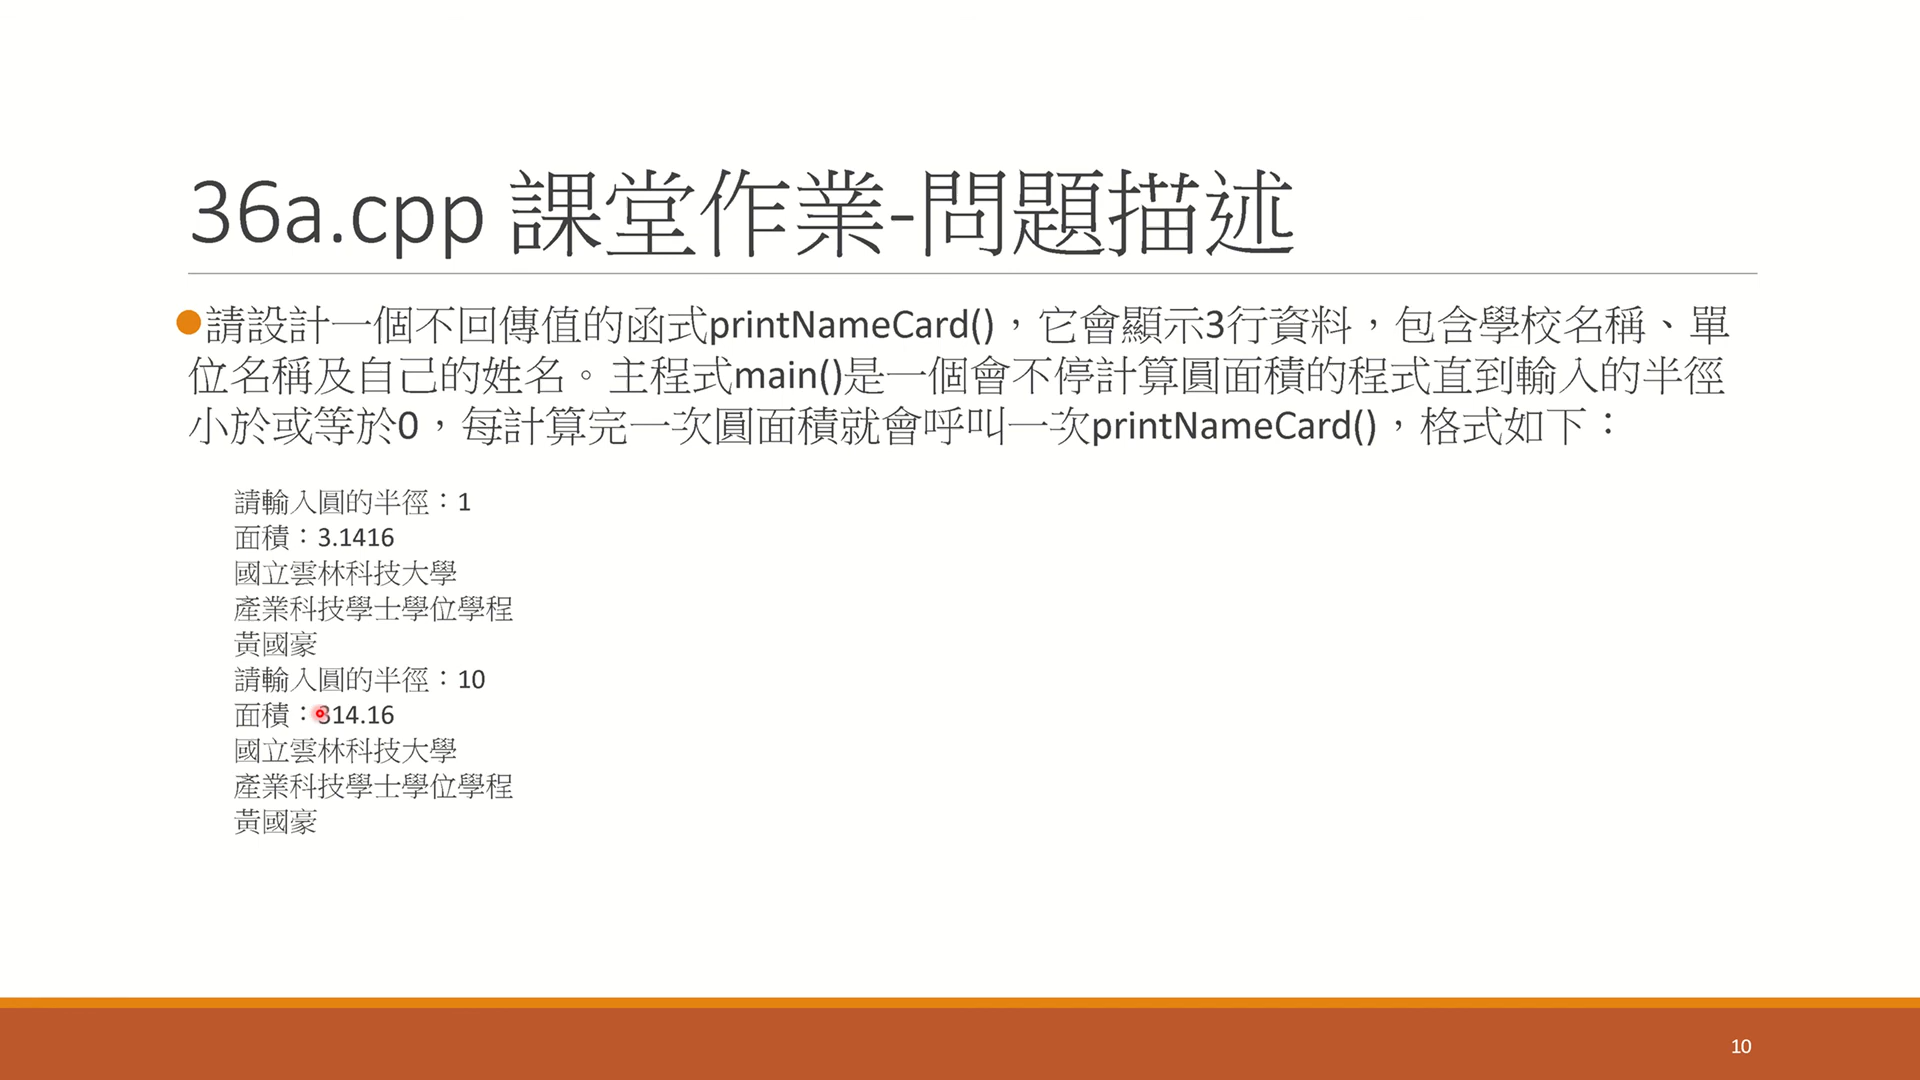 36a.cpp 課堂作業-問題描述
請設計一個不回傳值的函式printNameCard()，它會顯示3行資料，包含學校名稱、單
位名稱及自己的姓名。主程式main()是一個會不停計算圓面積的程式直到輸入的半徑
小於或等於0，每計算完一次圓面積就會呼叫一次printNameCard()，格式如下：
請輸入圓的半徑：1
面積：3.1416
國立雲林科技大學
產業科技學士學位學程
黃國豪
請輸入圓的半徑：10
面積：314.16
國立雲林科技大學
產業科技學士學位學程
黃國豪
10